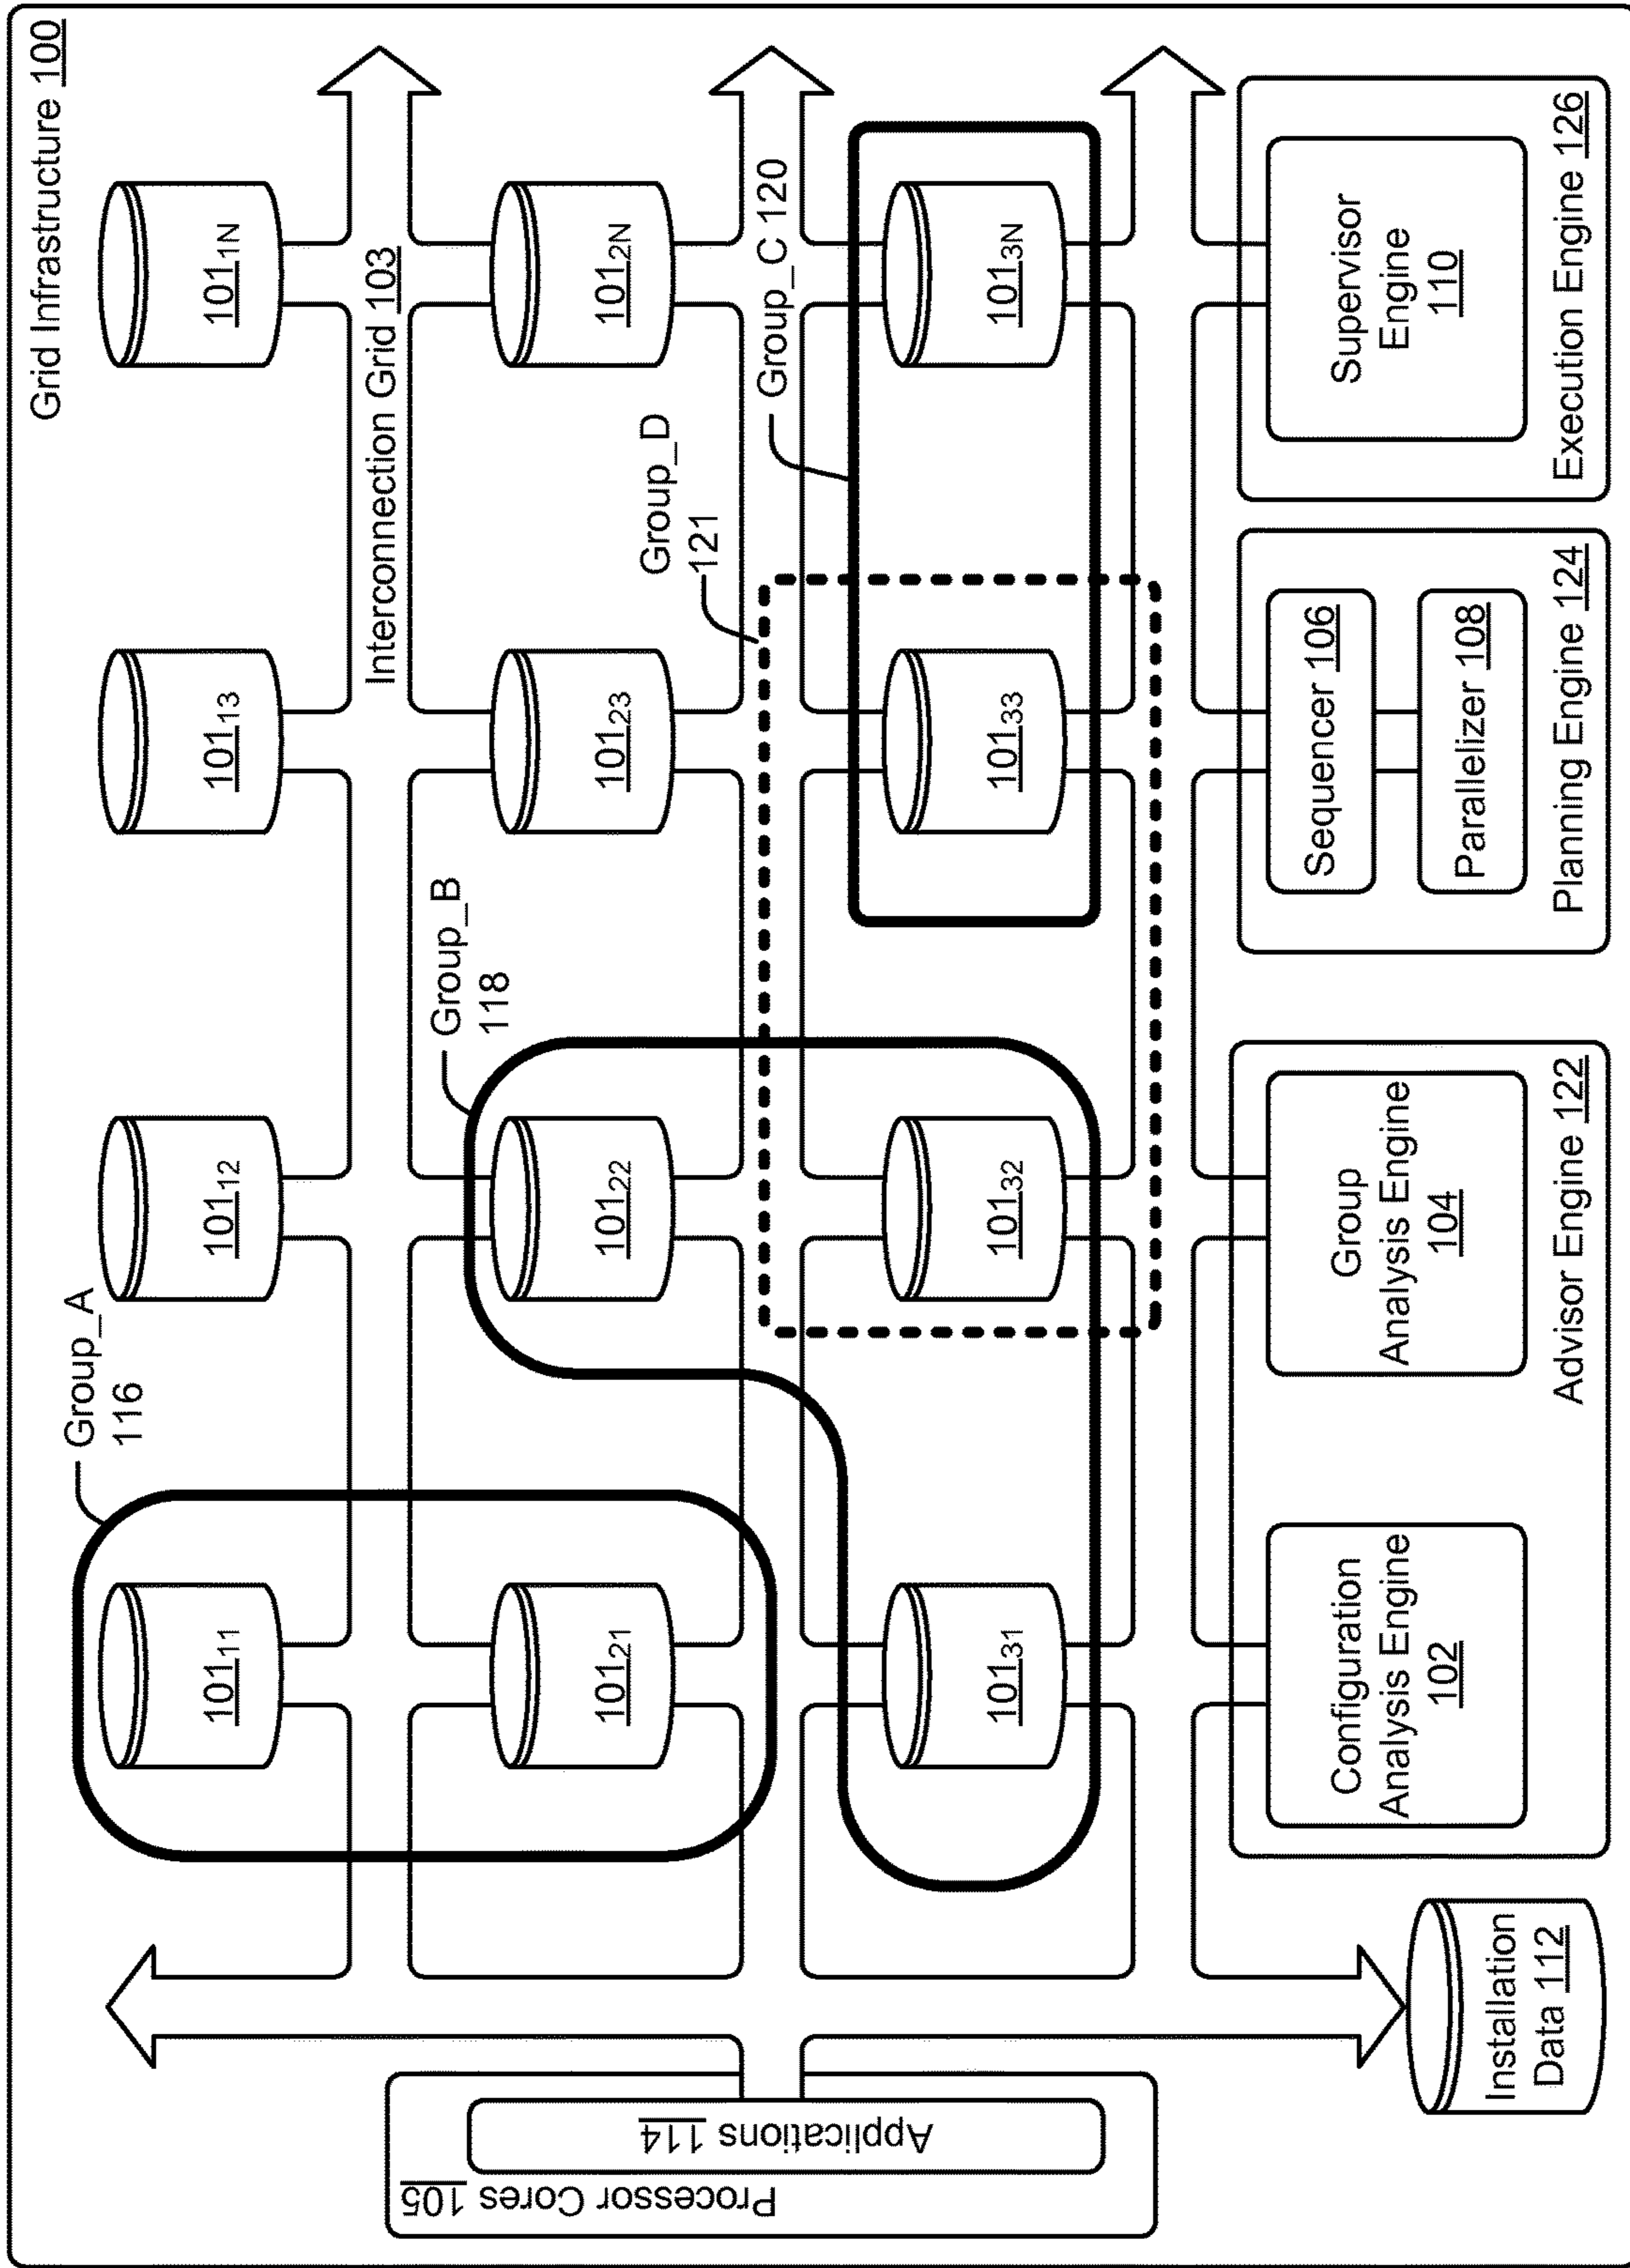 Grid Infrastructure 100
101₁₁
101₁₂
101₁₃
101₁N
Group_A
116
Interconnection Grid 103
Group_B
118
101₂₁
101₂₂
101₂₃
101₂N
Group_D
121
Group_C 120
101₃₁
101₃₂
101₃₃
101₃N
Processor Cores 105
Applications 114
Installation
Data 112
Configuration
Analysis Engine
102
Group
Analysis Engine
104
Advisor Engine 122
Sequencer 106
Parallelizer 108
Planning Engine 124
Supervisor
Engine
110
Execution Engine 126